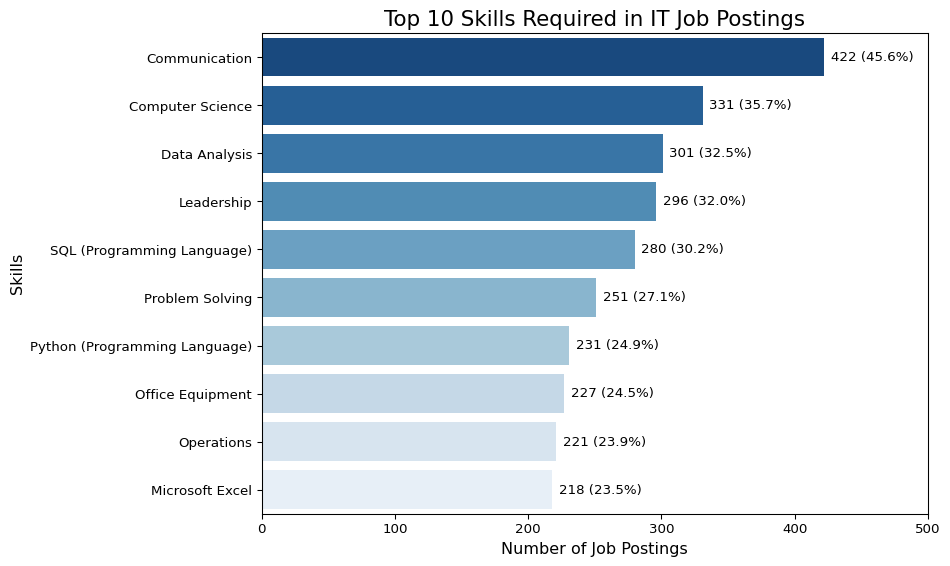 Top 10 Skills Required in IT Job Postings
Communication
422 (45.6%)
Computer Science
331 (35.7%)
Data Analysis
301 (32.5%)
Leadership
296 (32.0%)
SQL (Programming Language)
280 (30.2%)
Problem Solving
251 (27.1%)
Python (Programming Language)
231 (24.9%)
Office Equipment
227 (24.5%)
Operations
221 (23.9%)
Microsoft Excel
218 (23.5%)
Skills
0 100 200 300 400 500
Number of Job Postings